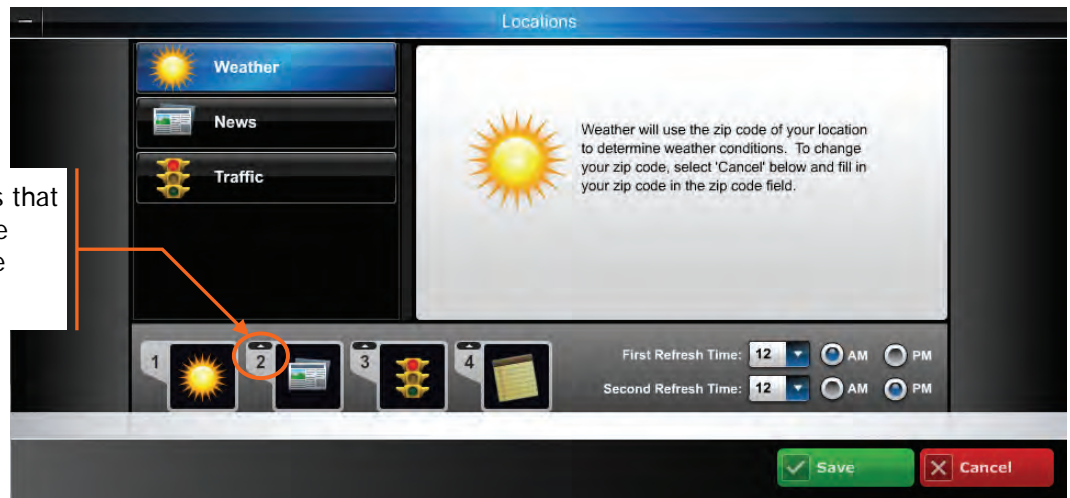 Locations
Weather
News
Traffic
Weather will use the zip code of your location
to determine weather conditions. To change
your zip code, select 'Cancel' below and fill in
your zip code in the zip code field.
s that
e
e
1
2
3
4
First Refresh Time: 12 AM PM
Second Refresh Time: 12 AM PM
Save
Cancel